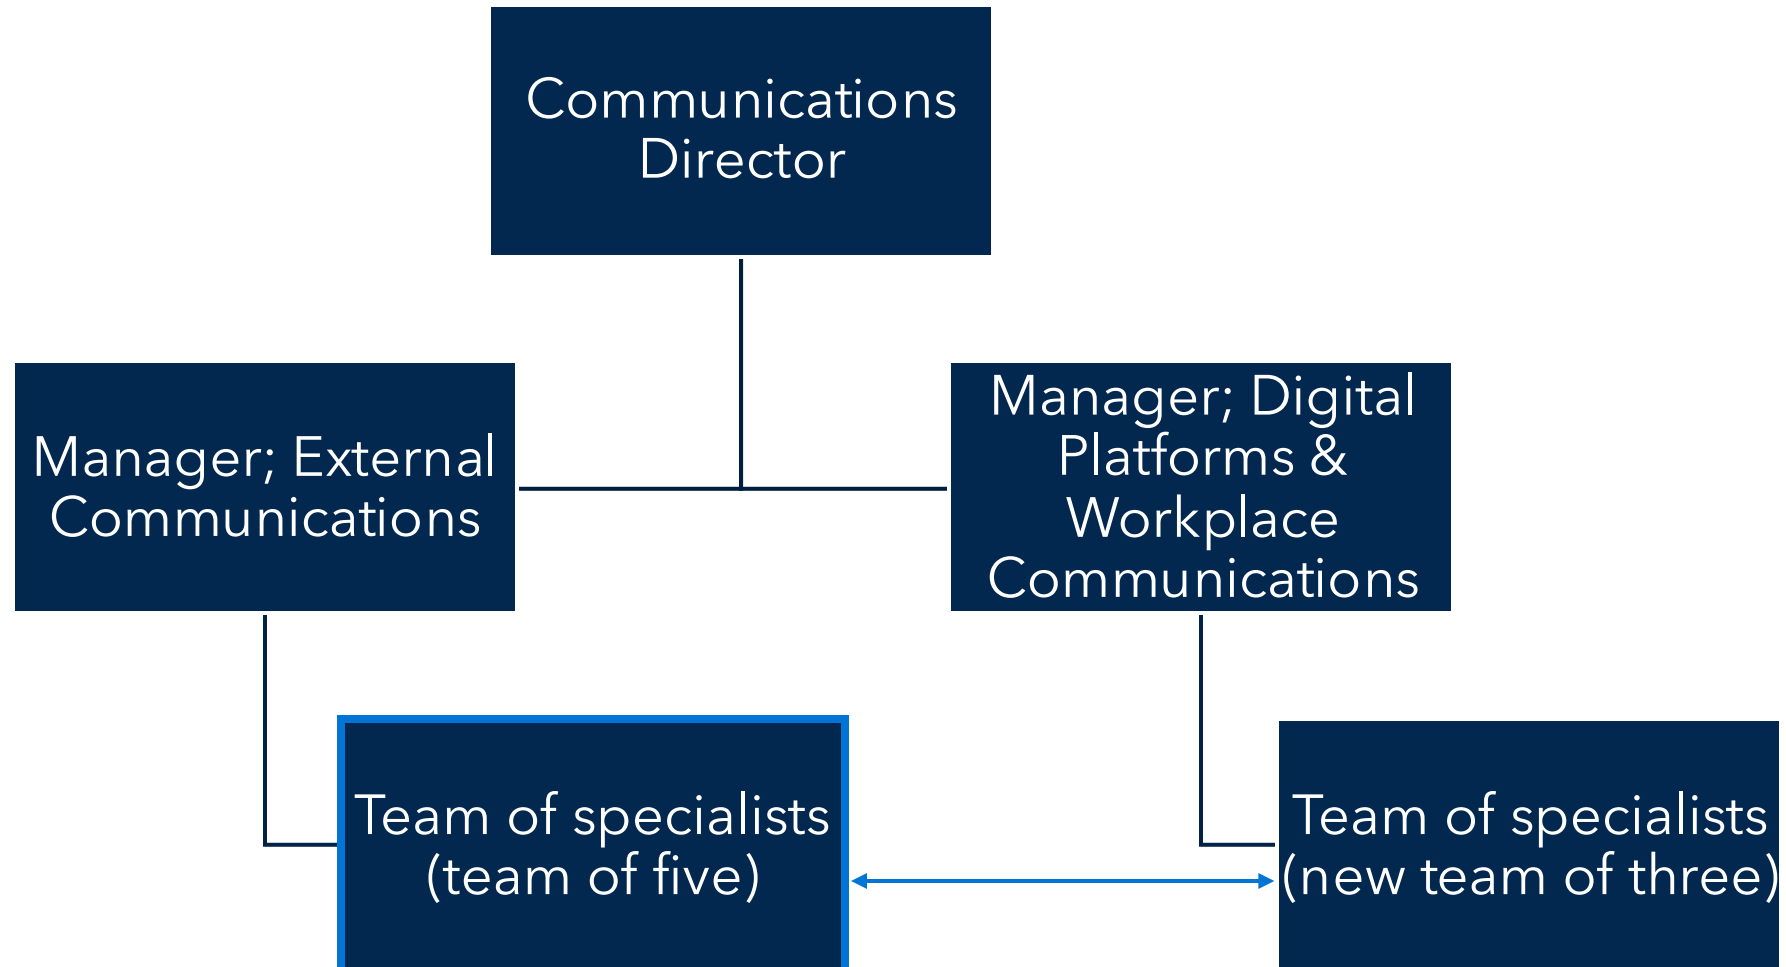 Communications
Director
Manager; External
Communications
Manager; Digital
Platforms &
Workplace
Communications
Team of specialists
(team of five)
Team of specialists
(new team of three)